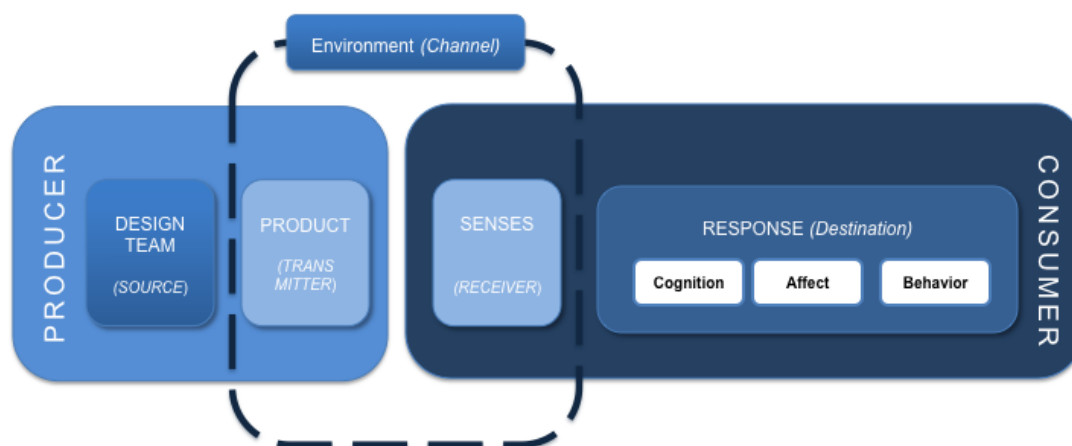 Environment (Channel)
PRODUCER
DESIGN
TEAM
(SOURCE)
PRODUCT
(TRANS
MITTER)
SENSES
(RECEIVER)
RESPONSE (Destination)
Cognition
Affect
Behavior
CONSUMER